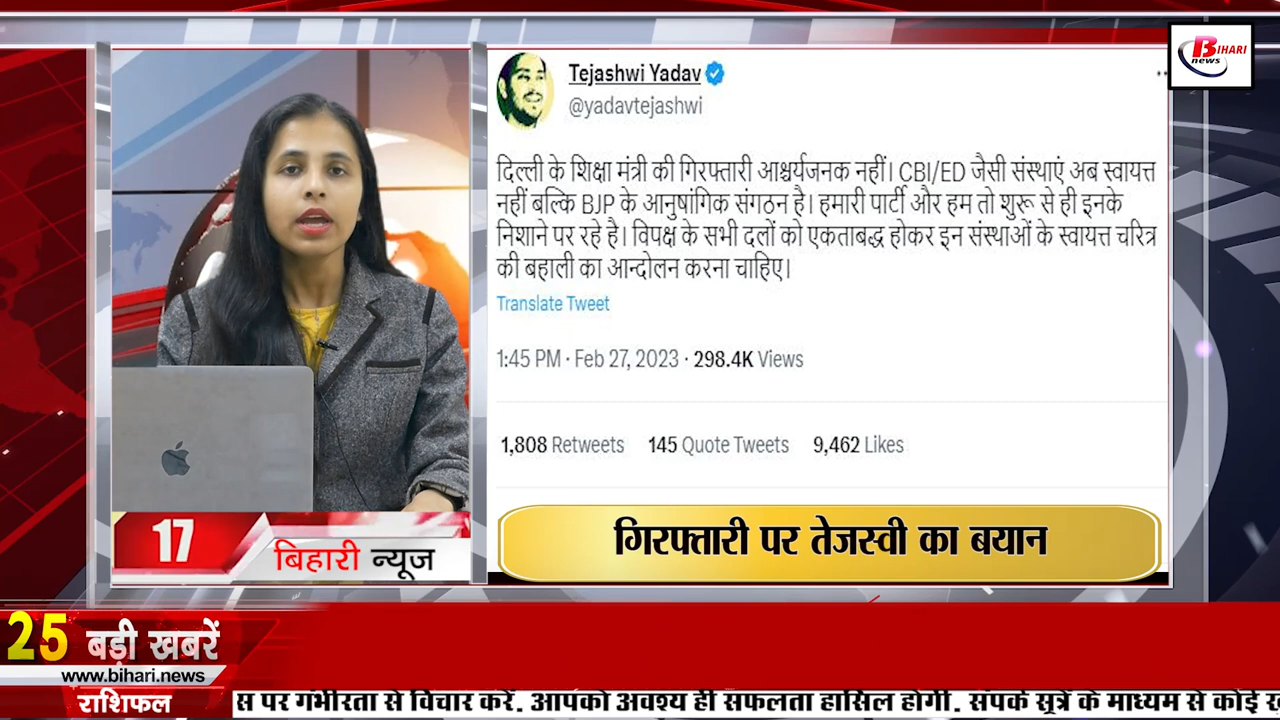 BIHARI
news
Tejashwi Yadav
@yadavtejashwi
दिल्ली के शिक्षा मंत्री की गिरफ्तारी आश्चर्यजनक नहीं। CBI/ED जैसी संस्थाएं अब स्वायत्त
नहीं बल्कि BJP के आनुषांगिक संगठन है। हमारी पार्टी और हम तो शुरू से ही इनके
निशाने पर रहे है। विपक्ष के सभी दलों को एकताबद्ध होकर इन संस्थाओं के स्वायत्त चरित्र
की बहाली का आन्दोलन करना चाहिए।
Translate Tweet
1:45 PM · Feb 27, 2023 · 298.4K Views
1,808 Retweets 145 Quote Tweets 9,462 Likes
गिरफ्तारी पर तेजस्वी का बयान
17
बिहारी न्यूज
25 बड़ी खबरें
www.bihari.news
राशिफल
स पर गंभीरता से विचार करें. आपको अवश्य ही सफलता हासिल होगी. संपर्क सूत्रें के माध्यम से कोई